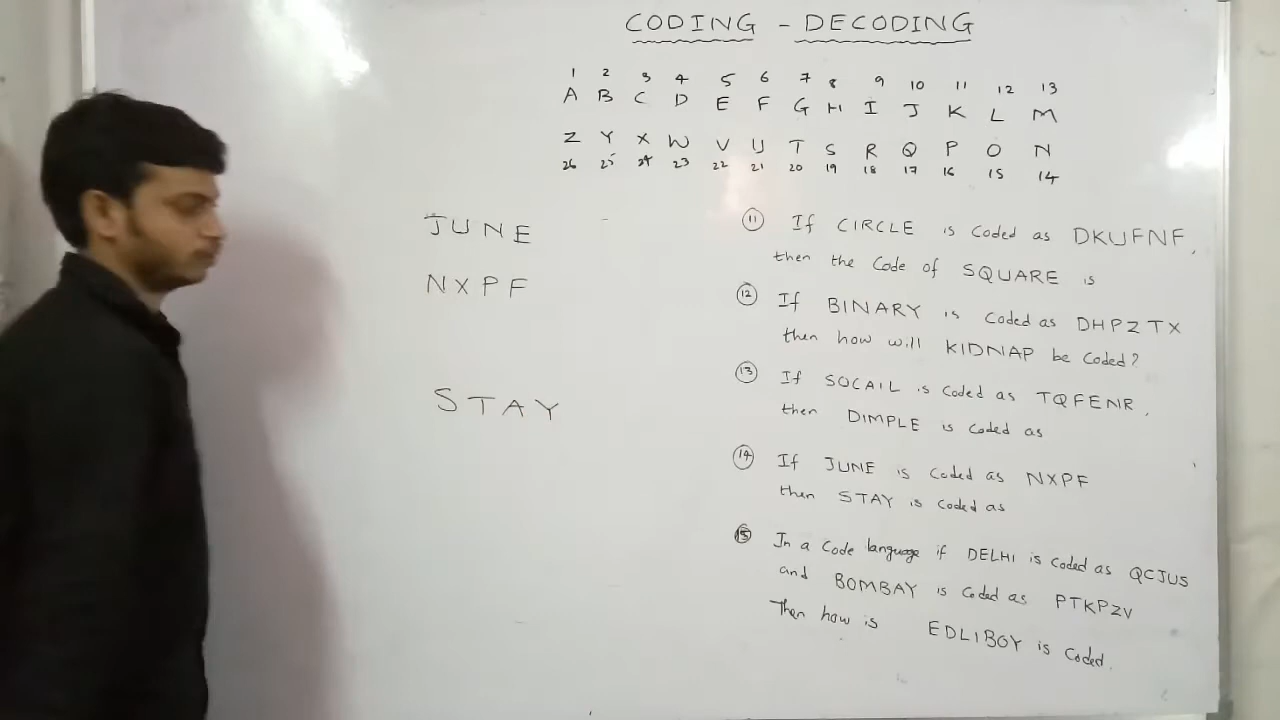 CODING - DECODING
1 2 3 4 5 6 7 8 9 10 11 12 13
A B C D E F G H I J K L M
Z Y X W V U T S R Q P O N
26 25 24 23 22 21 20 19 18 17 16 15 14
JUNE
NXPF
STAY
11 If CIRCLE is coded as DKUFNF,
then the code of SQUARE is
12 If BINARY is coded as DHPZTX
then how will KIDNAP be coded?
13 If SOCAIL is coded as TQFENR,
then DIMPLE is coded as
14 If JUNE is coded as NXPF
then STAY is coded as
15 In a code language if DELHI is coded as QCJUS
and BOMBAY is coded as PTKPZV
Then how is EDLIBOY is coded.